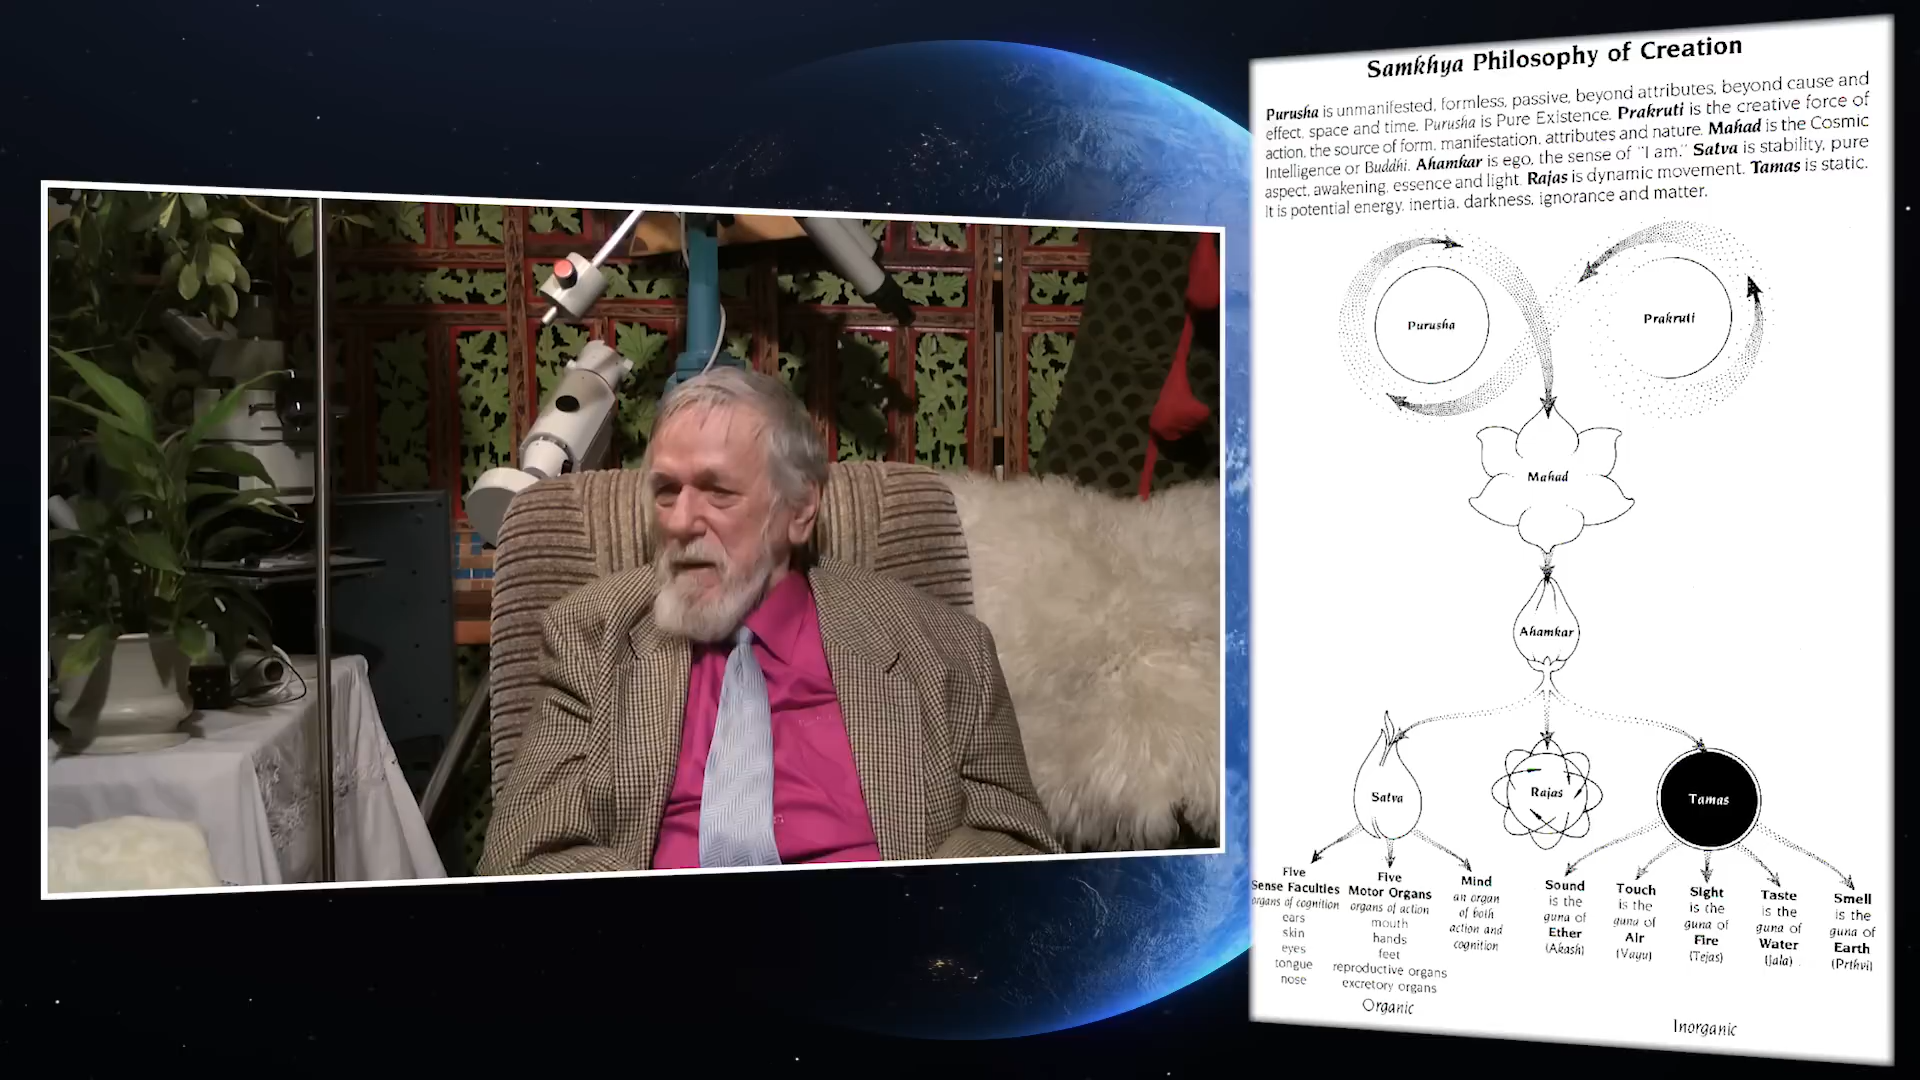 Samkhya Philosophy of Creation
Purusha is unmanifested, formless, passive, beyond attributes, beyond cause and
effect, space and time. Purusha is Pure Existence. Prakruti is the creative force of
action, the source of form, manifestation, attributes and nature. Mahad is the Cosmic
Intelligence or Buddhi. Ahamkar is ego, the sense of "I am." Satva is stability, pure
aspect, awakening, essence and light. Rajas is dynamic movement. Tamas is static.
It is potential energy, inertia, darkness, ignorance and matter.
Purusha
Prakruti
Mahad
Ahamkar
Satva
Rajas
Tamas
Five
Sense Faculties
organs of cognition
ears
skin
eyes
tongue
nose
Five
Motor Organs
organs of action
mouth
hands
feet
reproductive organs
excretory organs
Mind
an organ
of both
action and
cognition
Organic
Sound
is the
guna of
Ether
(Akash)
Touch
is the
guna of
Air
(Vayu)
Sight
is the
guna of
Fire
(Tejas)
Taste
is the
guna of
Water
(Jala)
Smell
is the
guna of
Earth
(Prthvi)
Inorganic